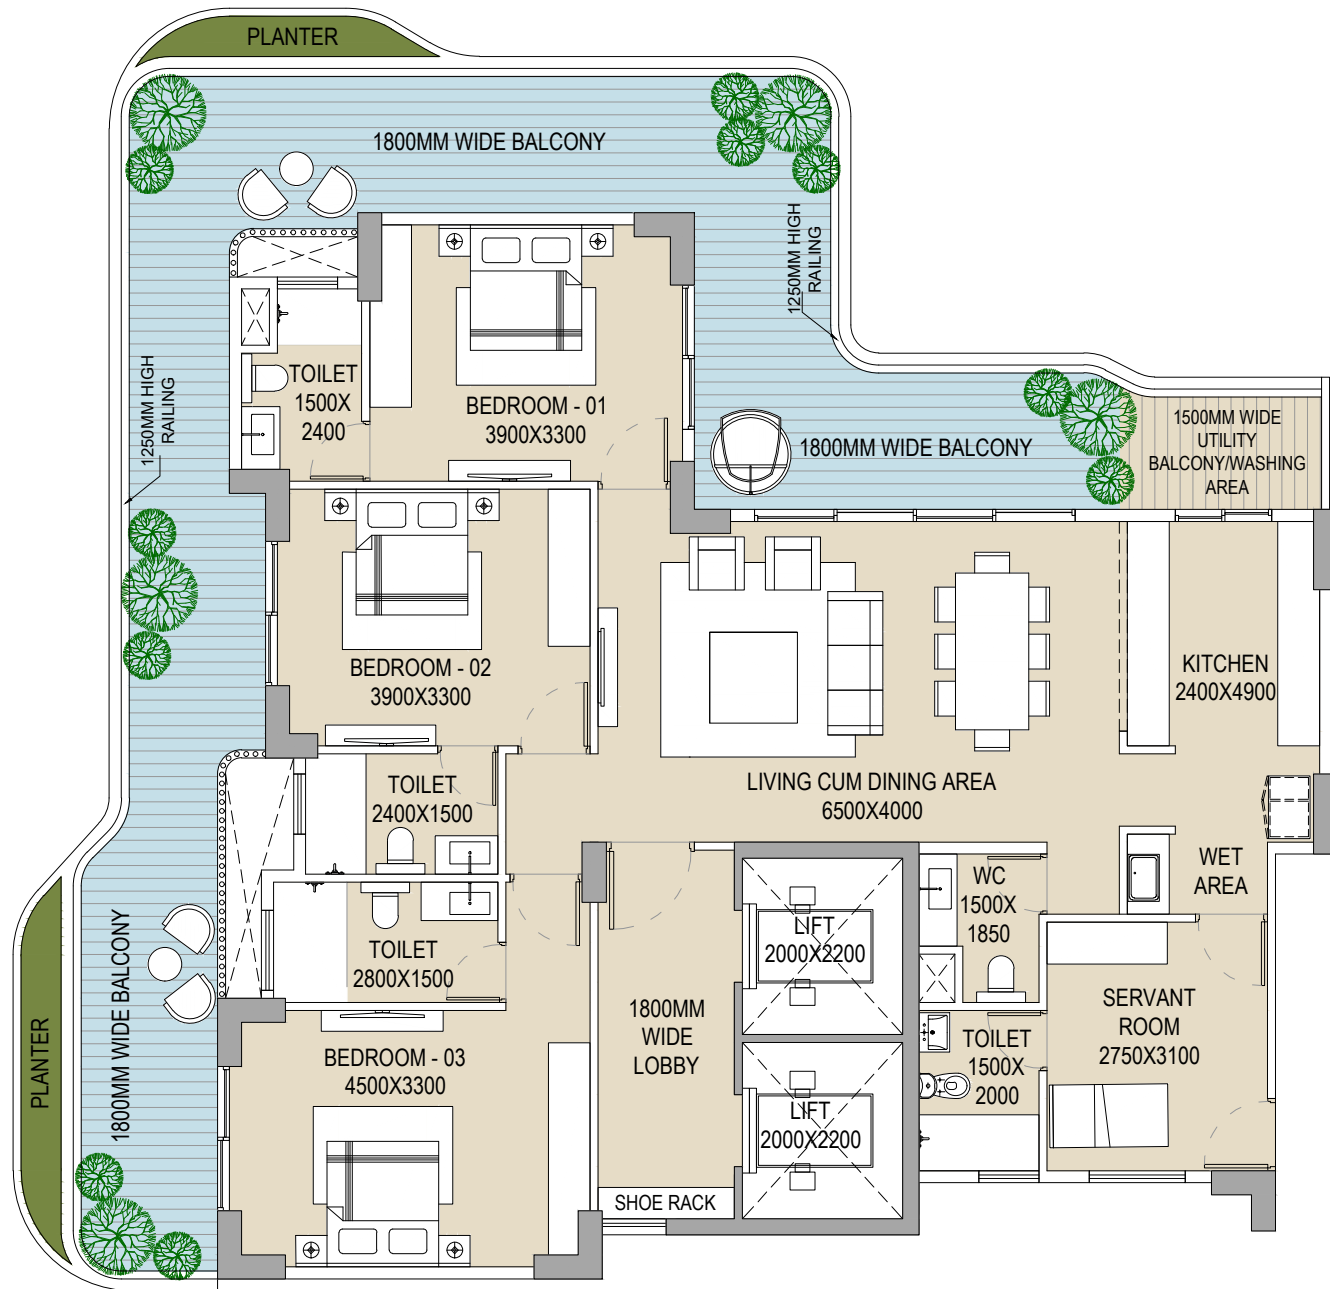 PLANTER
1800MM WIDE BALCONY
1250MM HIGH
RAILING
1250MM HIGH
RAILING
TOILET
1500X
2400
BEDROOM - 01
3900X3300
1800MM WIDE BALCONY
1500MM WIDE
UTILITY
BALCONY/WASHING
AREA
BEDROOM - 02
3900X3300
KITCHEN
2400X4900
TOILET
2400X1500
LIVING CUM DINING AREA
6500X4000
WET
AREA
WC
1500X
1850
LIFT
2000X2200
TOILET
2800X1500
1800MM WIDE BALCONY
PLANTER
1800MM
WIDE
LOBBY
SERVANT
ROOM
2750X3100
TOILET
1500X
2000
BEDROOM - 03
4500X3300
LIFT
2000X2200
SHOE RACK